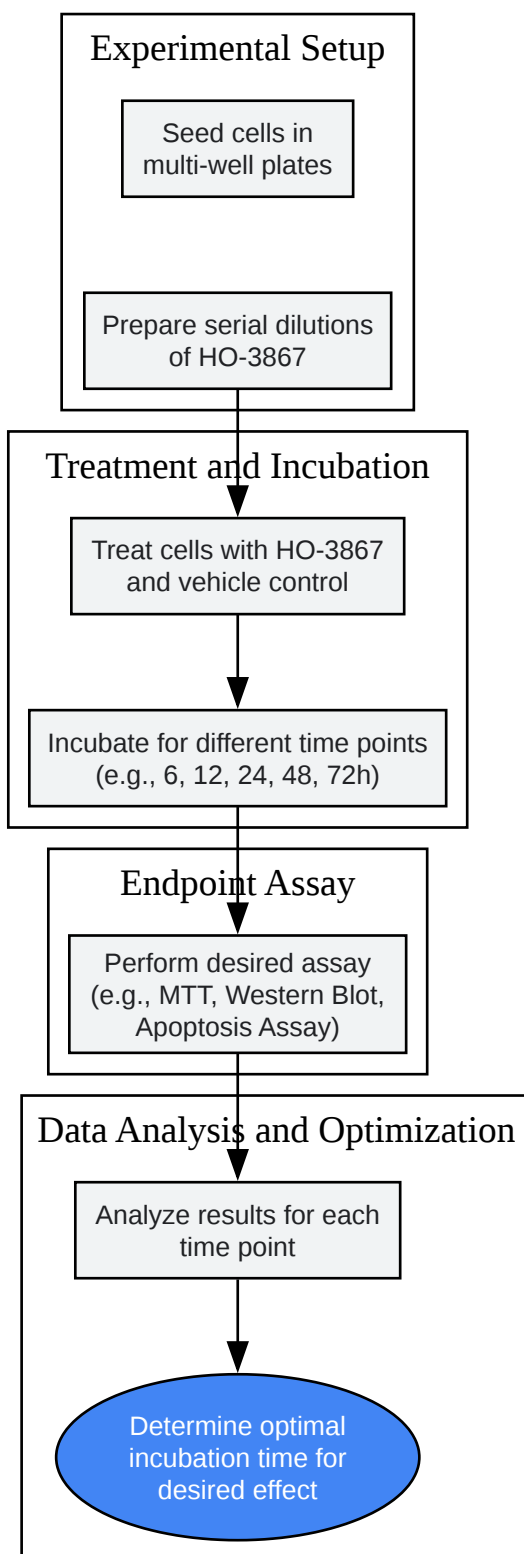 Experimental Setup
Seed cells in
multi-well plates
Prepare serial dilutions
of HO-3867
Treatment and Incubation
Treat cells with HO-3867
and vehicle control
Incubate for different time points
(e.g., 6, 12, 24, 48, 72h)
Endpoint Assay
Perform desired assay
(e.g., MTT, Western Blot,
Apoptosis Assay)
Data Analysis and Optimization
Analyze results for each
time point
Determine optimal
incubation time for
desired effect